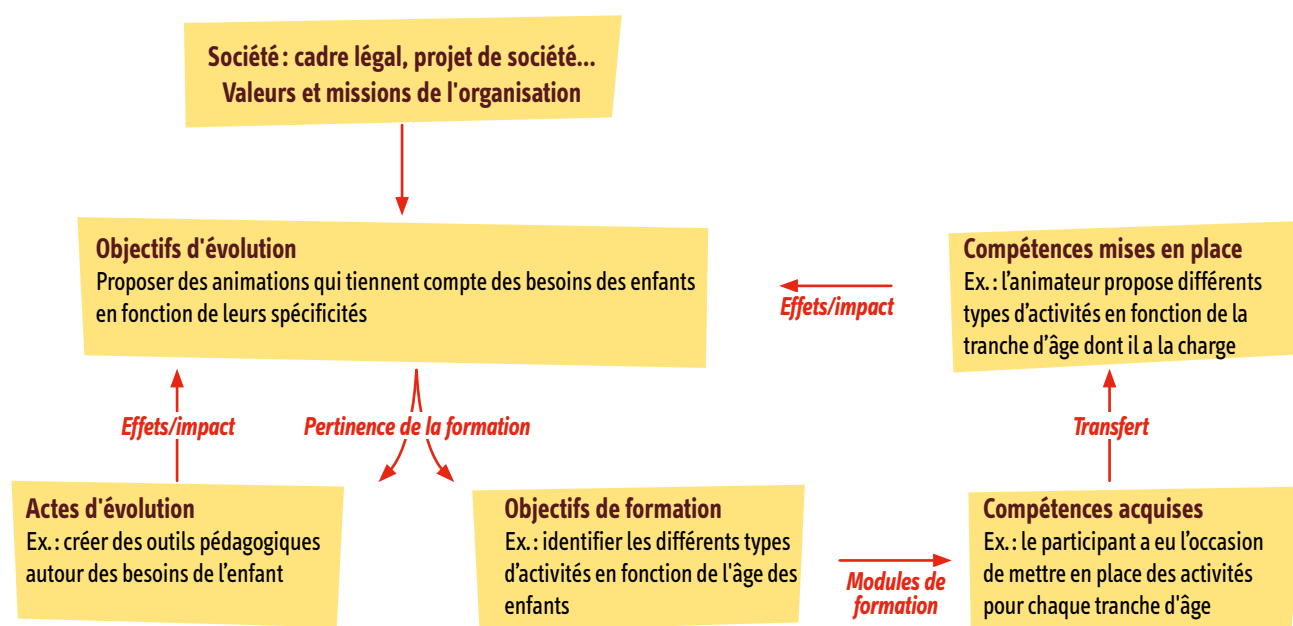 Société : cadre légal, projet de société...
Valeurs et missions de l'organisation
Objectifs d'évolution
Proposer des animations qui tiennent compte des besoins des enfants
en fonction de leurs spécificités
Compétences mises en place
Ex. : l’animateur propose différents
types d’activités en fonction de la
tranche d’âge dont il a la charge
Effets/impact
Effets/impact
Pertinence de la formation
Transfert
Actes d'évolution
Ex. : créer des outils pédagogiques
autour des besoins de l’enfant
Objectifs de formation
Ex. : identifier les différents types
d’activités en fonction de l'âge des
enfants
Modules de
formation
Compétences acquises
Ex. : le participant a eu l’occasion
de mettre en place des activités
pour chaque tranche d'âge